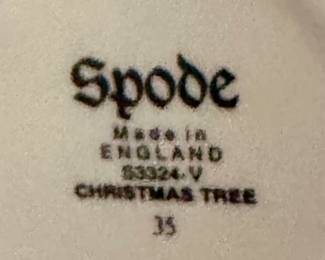 Spode
Made in
ENGLAND
S3324-V
CHRISTMAS TREE
35